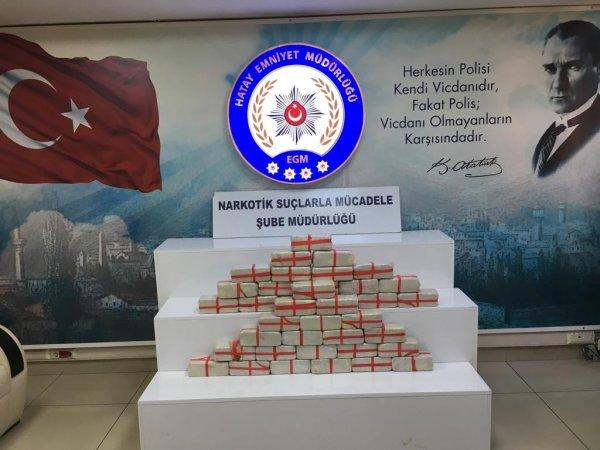 HATAY EMNİYET MÜDÜRLÜĞÜ
EGM
Herkesin Polisi
Kendi Vicdanıdır,
Fakat Polis;
Vicdanı Olmayanların
Karşısındadır.
K. Atatürk
NARKOTİK SUÇLARLA MÜCADELE
ŞUBE MÜDÜRLÜĞÜ